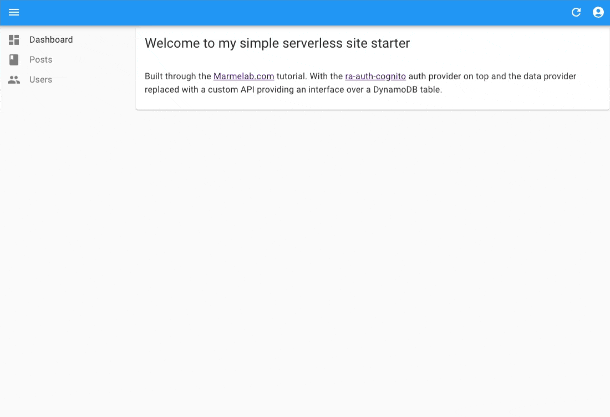 Dashboard
Posts
Users
Welcome to my simple serverless site starter
Built through the Marmelab.com tutorial. With the ra-auth-cognito auth provider on top and the data provider
replaced with a custom API providing an interface over a DynamoDB table.